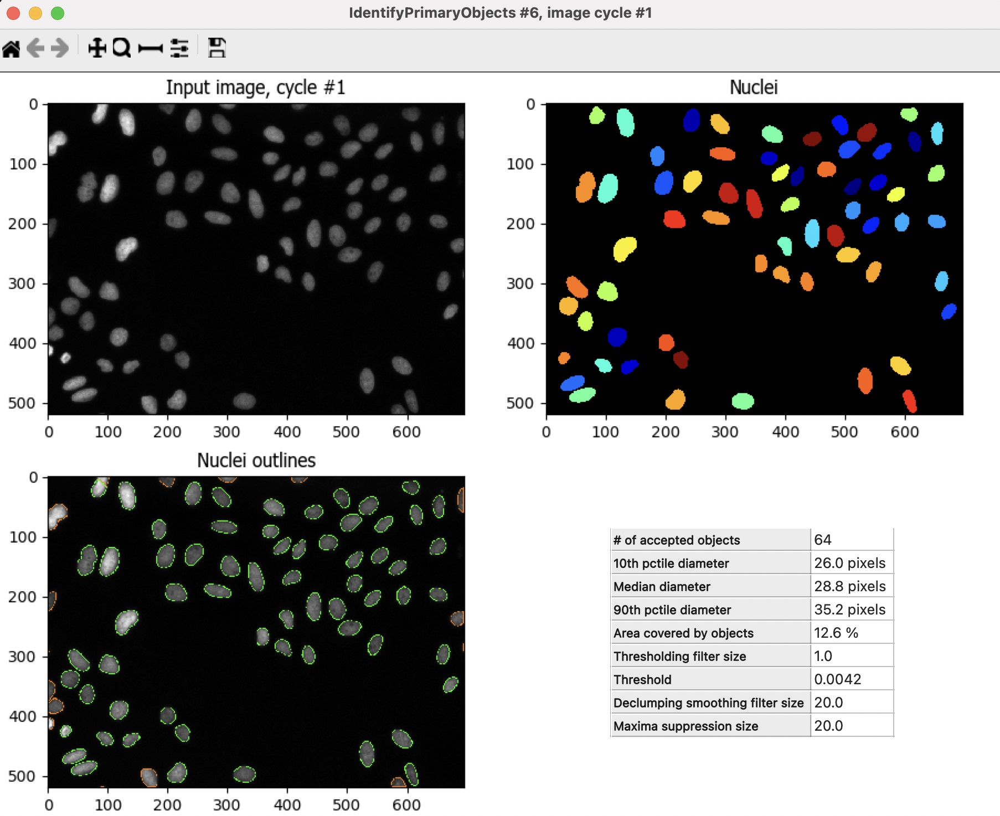 IdentifyPrimaryObjects #6, image cycle #1
Input image, cycle #1
0
100
200
300
400
500
0 100 200 300 400 500 600
Nuclei
0
100
200
300
400
500
0 100 200 300 400 500 600
Nuclei outlines
0
100
200
300
400
500
0 100 200 300 400 500 600
# of accepted objects 64
10th pctile diameter 26.0 pixels
Median diameter 28.8 pixels
90th pctile diameter 35.2 pixels
Area covered by objects 12.6 %
Thresholding filter size 1.0
Threshold 0.0042
Declumping smoothing filter size 20.0
Maxima suppression size 20.0